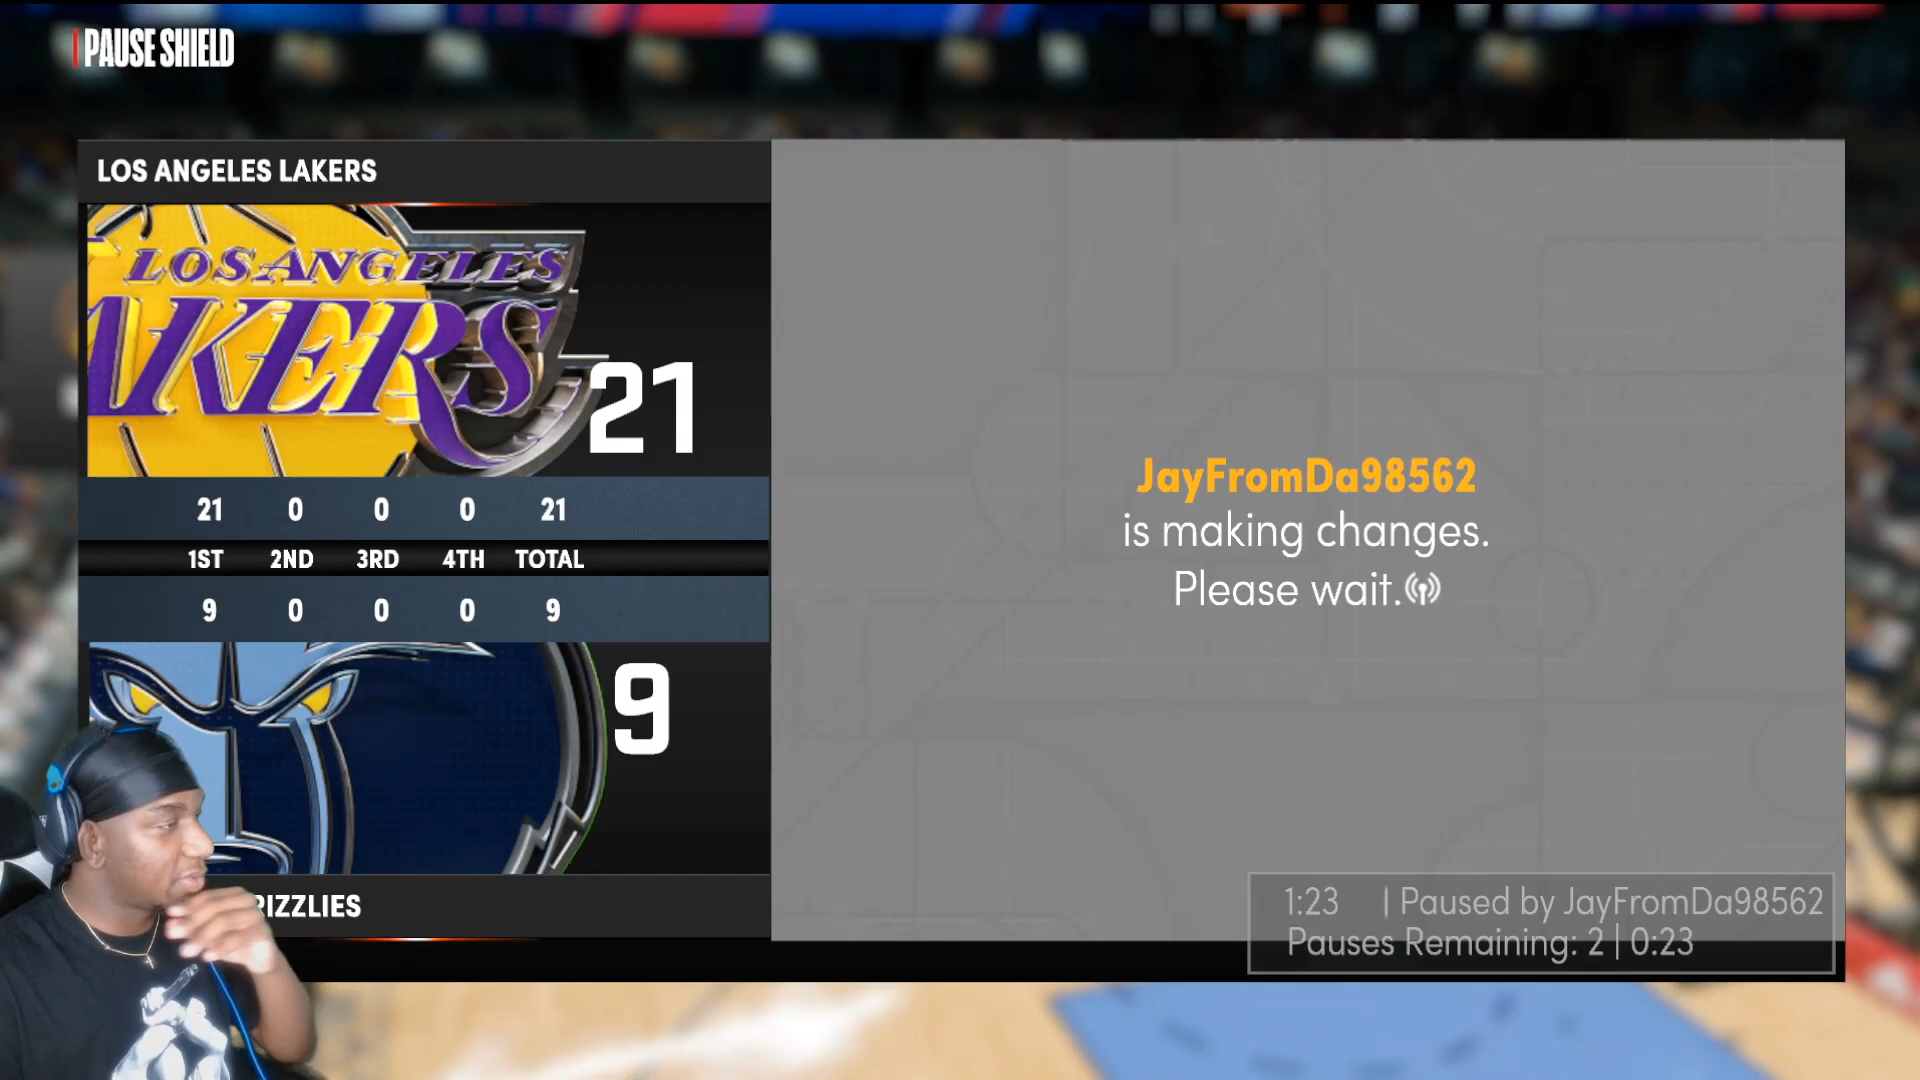 PAUSE SHIELD
LOS ANGELES LAKERS
LOS ANGELES
AKERS
21
21 0 0 0 21
1ST 2ND 3RD 4TH TOTAL
9 0 0 0 9
9
RIZZLIES
JayFromDa98562
is making changes.
Please wait.
1:23 | Paused by JayFromDa98562
Pauses Remaining: 2 | 0:23